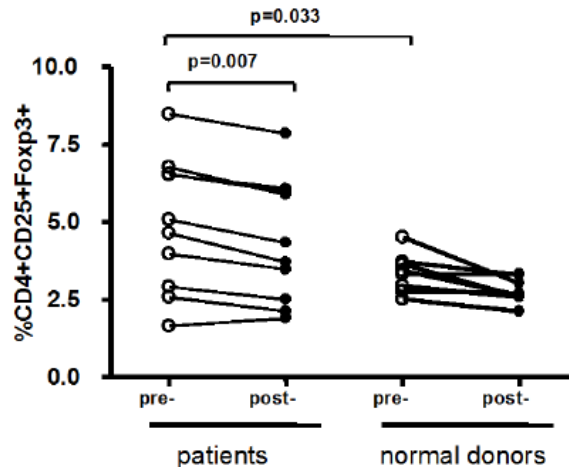 p=0.033
p=0.007
10.0
7.5
5.0
2.5
0.0
%CD4+CD25+Foxp3+
pre- post- pre- post-
patients normal donors